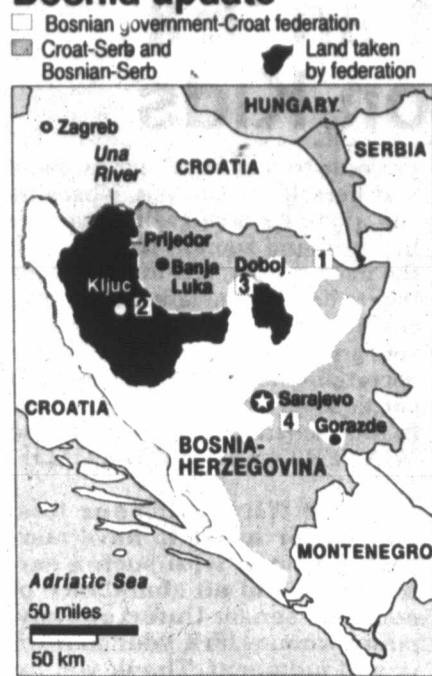 Bosnia update
Bosnian government-Croat federation
Croat-Serb and
Bosnian-Serb
Land taken
by federation
HUNGARY
Zagreb
SERBIA
Una
River
CROATIA
Prijedor
1
Banja
Luka
Doboj
3
Kljuc
2
Sarajevo
CROATIA
4
Gorazde
BOSNIA-
HERZEGOVINA
MONTENEGRO
Adriatic Sea
50 miles
50 km